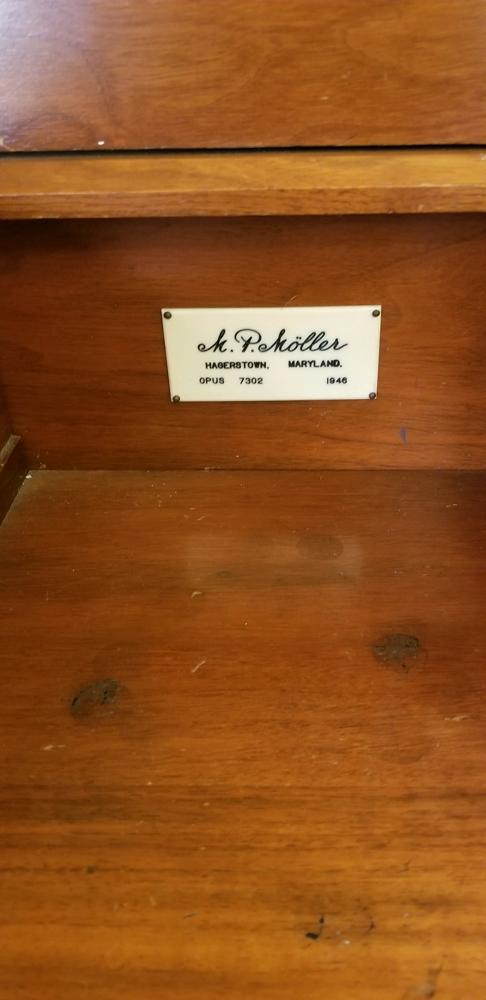 M. P. Möller
HAGERSTOWN, MARYLAND.
OPUS 7302 1946